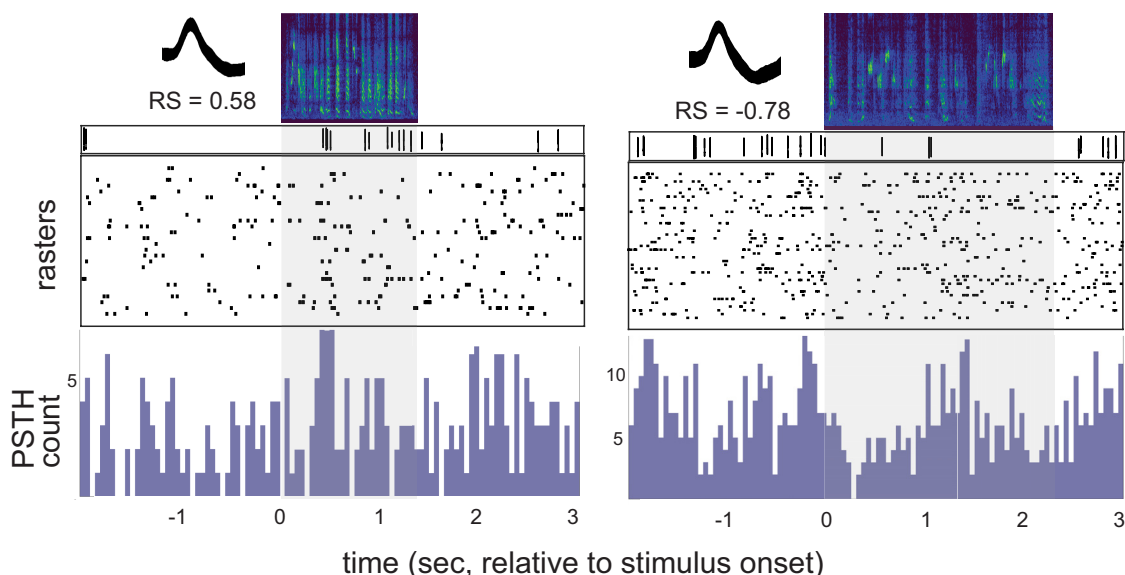 RS = 0.58
RS = -0.78
rasters
PSTH
count
5
10
5
-1 0 1 2 3
-1 0 1 2 3
time (sec, relative to stimulus onset)